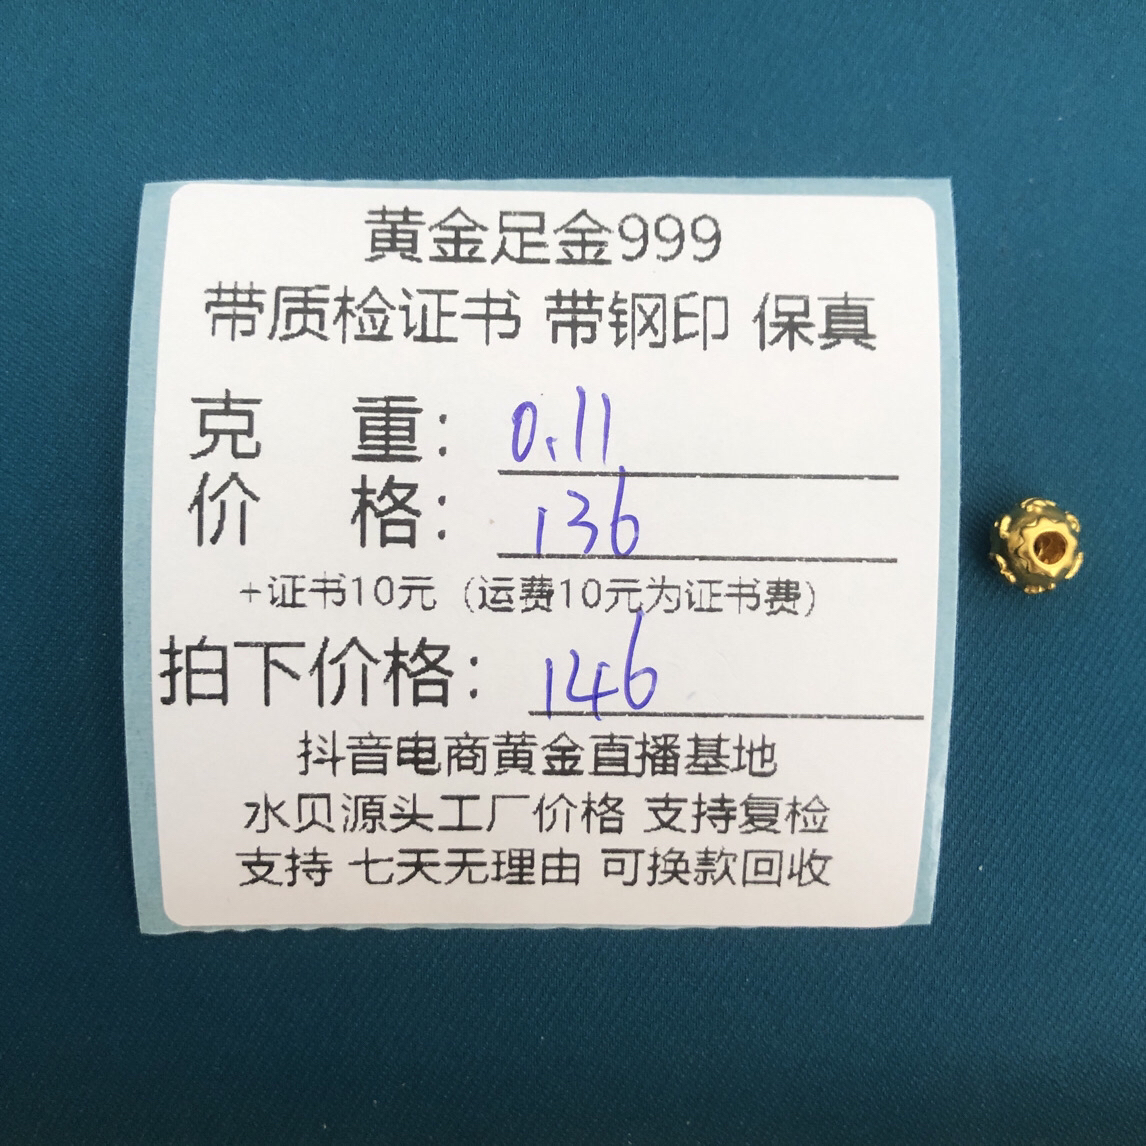 黄金足金999
带质检证书 带钢印 保真
克 重：0.11
价 格：136
+证书10元（运费10元为证书费）
拍下价格：146
抖音电商黄金直播基地
水贝源头工厂价格 支持复检
支持 七天无理由 可换款回收